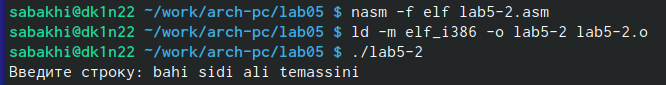 sabakhi@dk1n22 ~/work/arch-pc/lab05 $ nasm -f elf lab5-2.asm
sabakhi@dk1n22 ~/work/arch-pc/lab05 $ ld -m elf_i386 -o lab5-2 lab5-2.o
sabakhi@dk1n22 ~/work/arch-pc/lab05 $ ./lab5-2
Введите строку: bahi sidi ali temassini